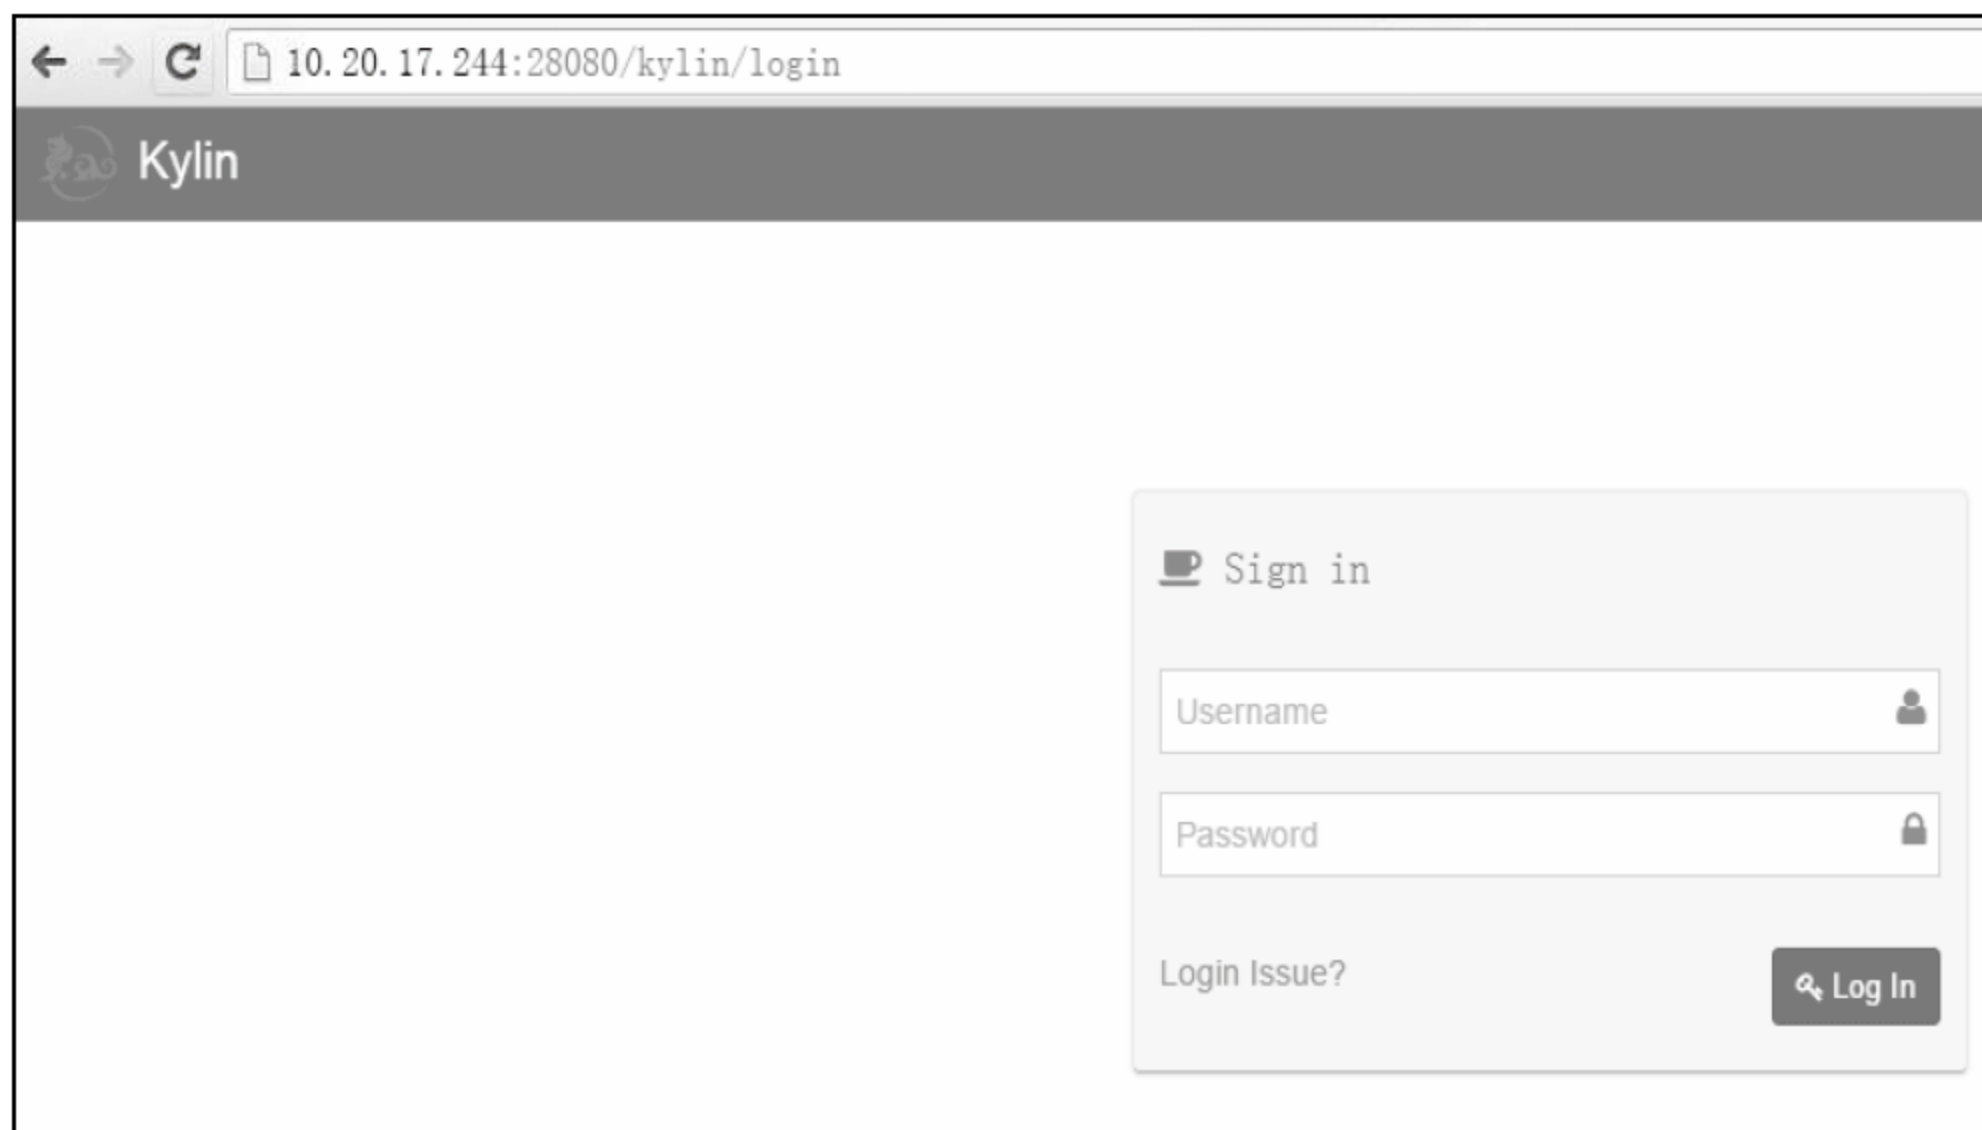 10.20.17.244:28080/kylin/login
Kylin
Sign in
Username
Password
Login Issue?
Log In